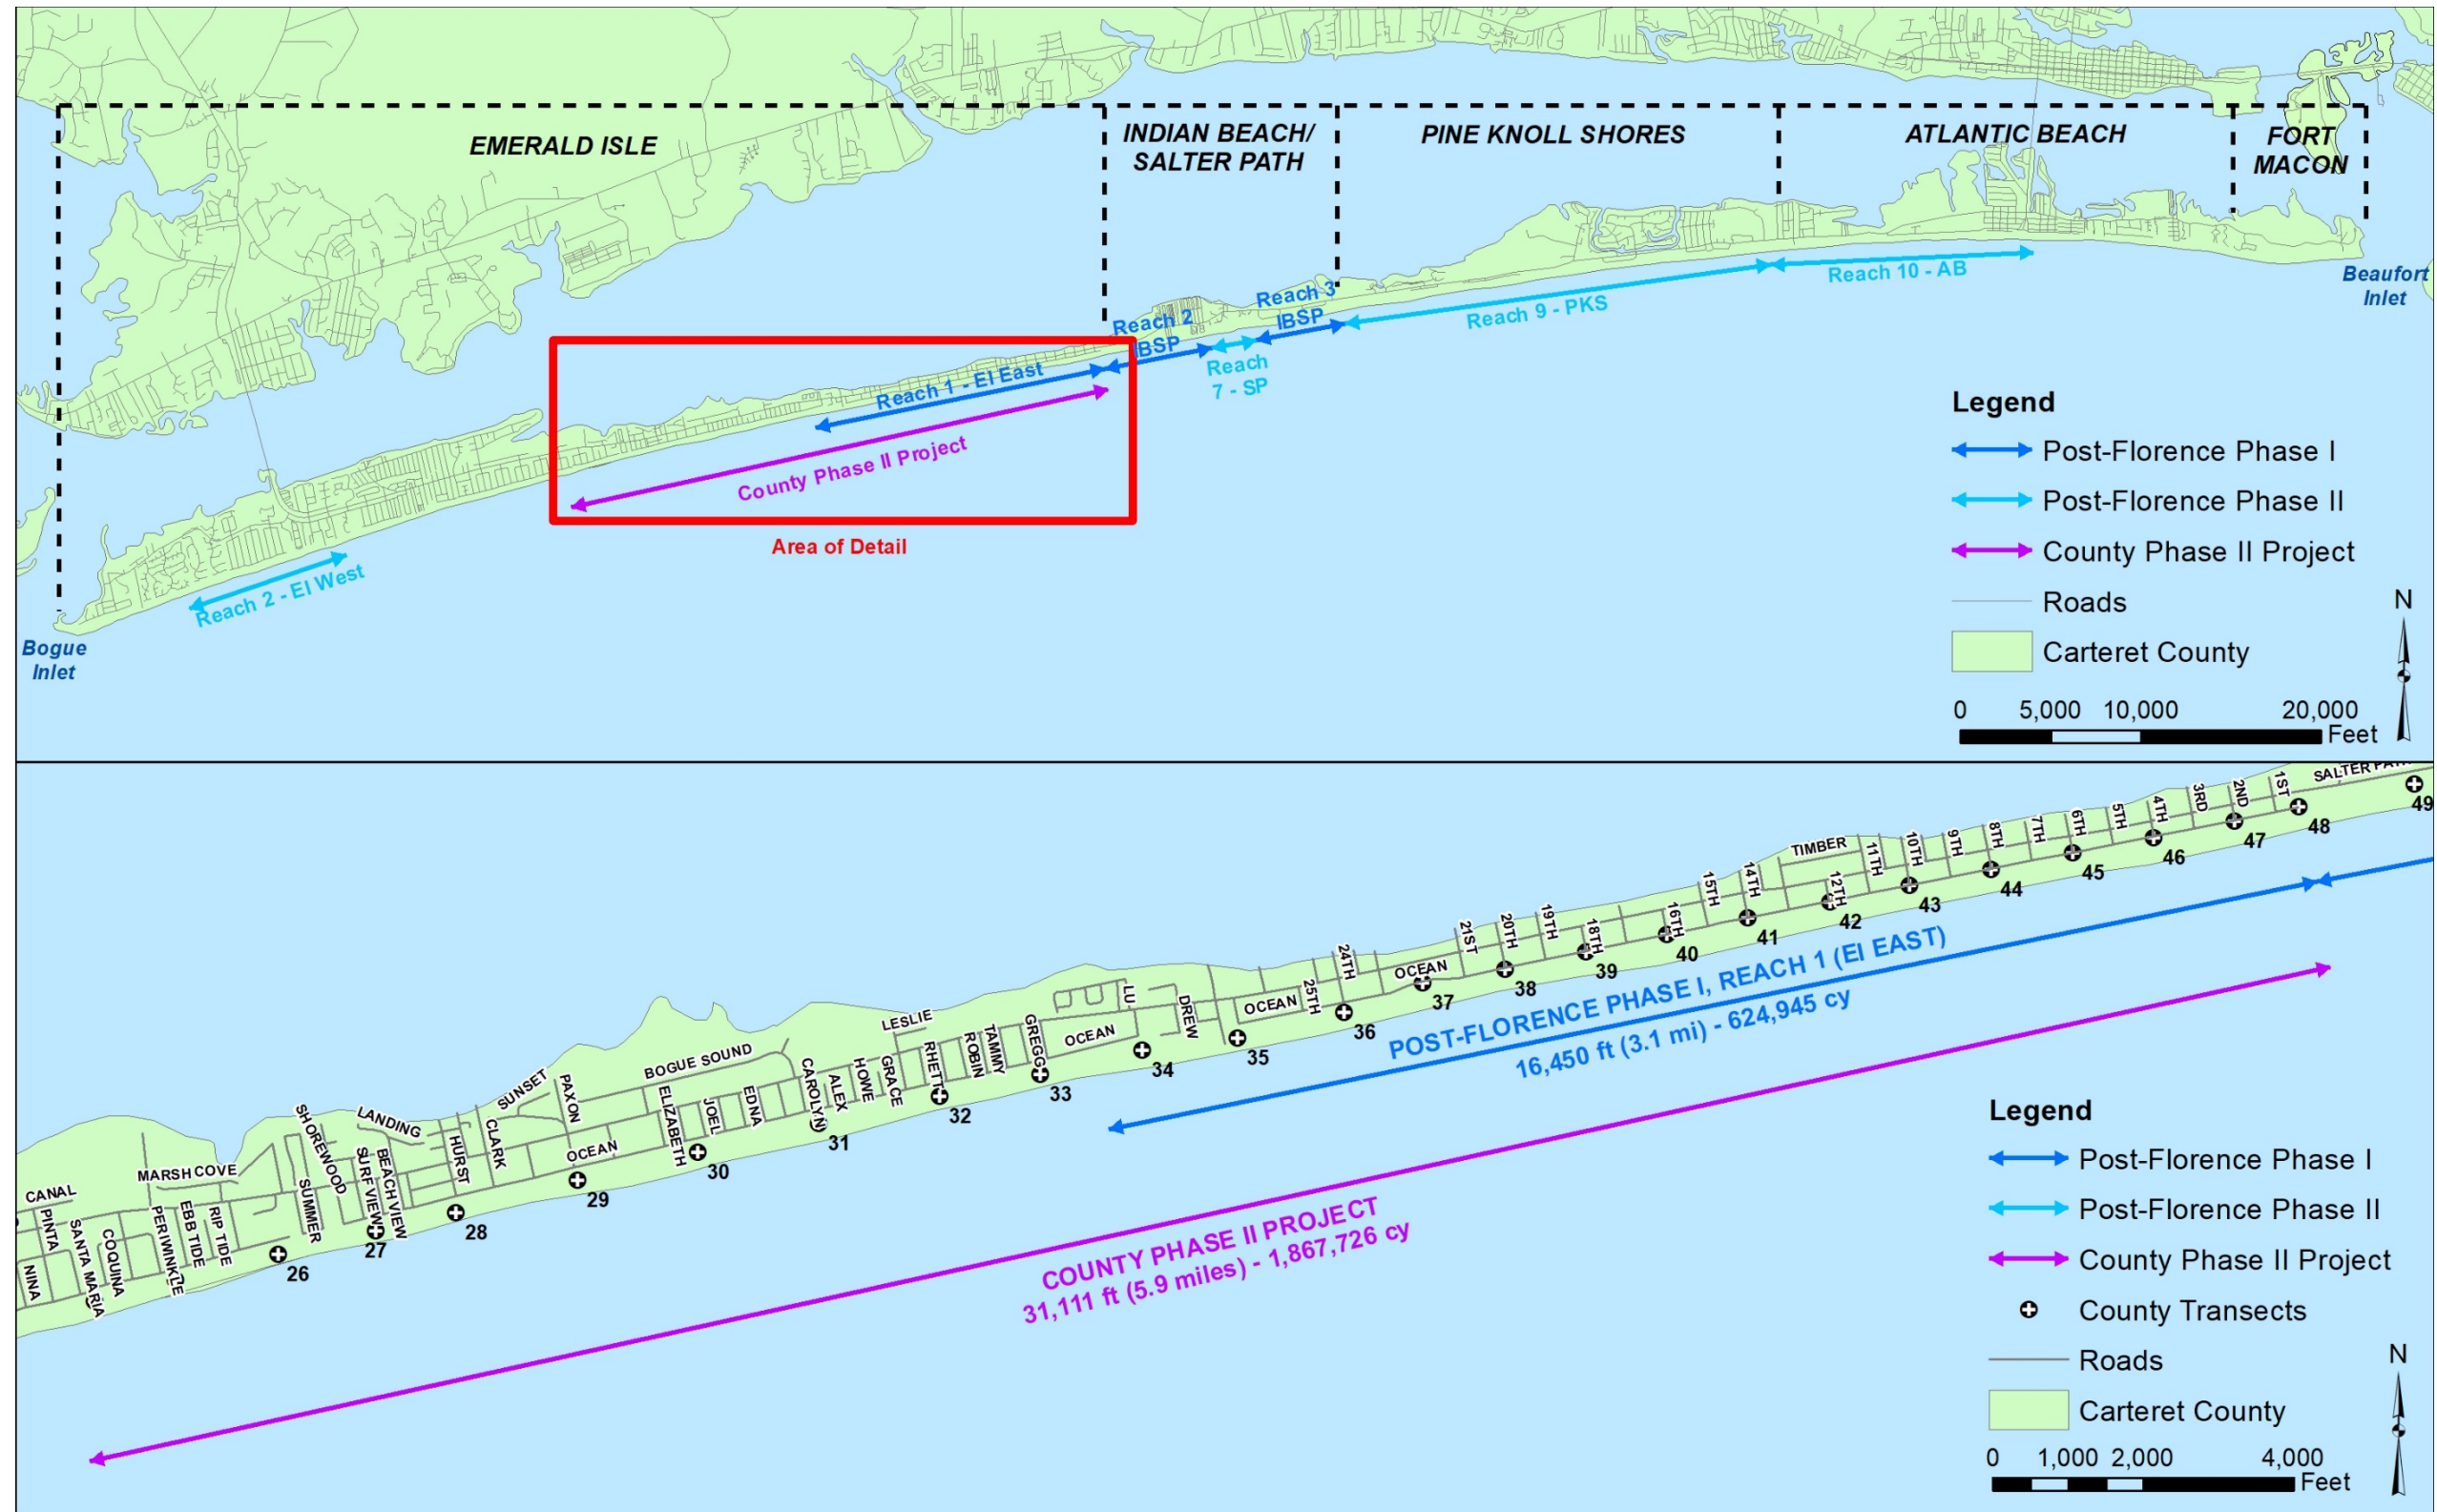 EMERALD ISLE
INDIAN BEACH/
SALTER PATH
PINE KNOLL SHORES
ATLANTIC BEACH
FORT
MACON
Reach 3
IBSP
Reach 2
IBSP
Reach
7 - SP
Reach 9 - PKS
Reach 10 - AB
Beaufort
Inlet
Reach 1 - EI East
County Phase II Project
Area of Detail
Reach 2 - EI West
Bogue
Inlet
Legend
Post-Florence Phase I
Post-Florence Phase II
County Phase II Project
Roads
Carteret County
N
0 5,000 10,000 20,000
Feet
CANAL
PINTA
NINA
SANTA MARIA
COQUINA
MARSH COVE
PERIWINKLE
EBB TIDE
RIP TIDE
SUMMER
SHOREWOOD
LANDING
SURF VIEW
BEACH VIEW
HURST
CLARK
SUNSET
PAXON
OCEAN
BOGUE SOUND
ELIZABETH
JOEL
EDNA
CAROLYN
ALEX
HOWE
GRACE
LESLIE
RHETT
ROBIN
TAMMY
GREGG
OCEAN
LU
DREW
OCEAN
25TH
24TH
OCEAN
21ST
20TH
19TH
18TH
16TH
15TH
14TH
TIMBER
12TH
11TH
10TH
9TH
8TH
7TH
6TH
5TH
4TH
3RD
2ND
1ST
SALTER PATH
26
27
28
29
30
31
32
33
34
35
36
37
38
39
40
41
42
43
44
45
46
47
48
49
POST-FLORENCE PHASE I, REACH 1 (EI EAST)
16,450 ft (3.1 mi) - 624,945 cy
COUNTY PHASE II PROJECT
31,111 ft (5.9 miles) - 1,867,726 cy
Legend
Post-Florence Phase I
Post-Florence Phase II
County Phase II Project
County Transects
Roads
Carteret County
N
0 1,000 2,000 4,000
Feet